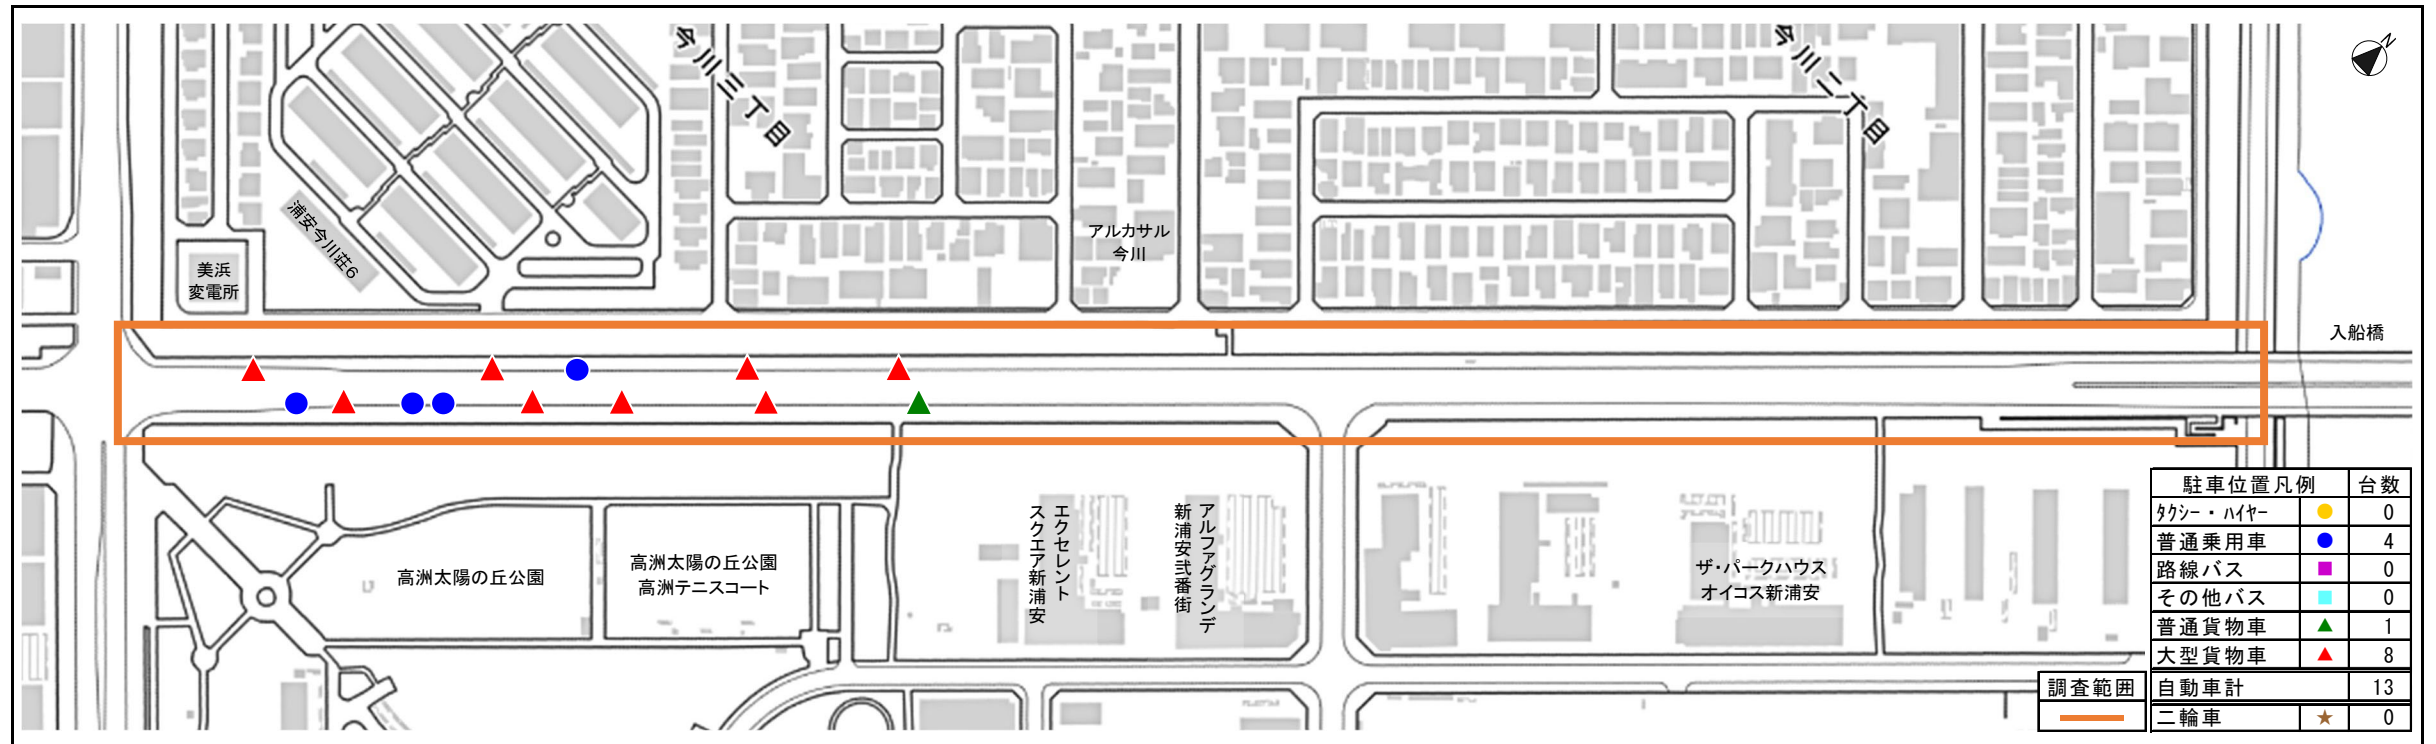 今川三丁目
今川二丁目
N
浦安今川荘6
美浜
変電所
アルカサル
今川
入船橋
高洲太陽の丘公園
高洲太陽の丘公園
高洲テニスコート
エクセレント
スクエア新浦安
アルファグランデ
新浦安弐番街
ザ・パークハウス
オイコス新浦安
調査範囲
駐車位置凡例 台数
ﾀｸｼｰ・ﾊｲﾔｰ 0
普通乗用車 4
路線バス 0
その他バス 0
普通貨物車 1
大型貨物車 8
自動車計 13
二輪車 0